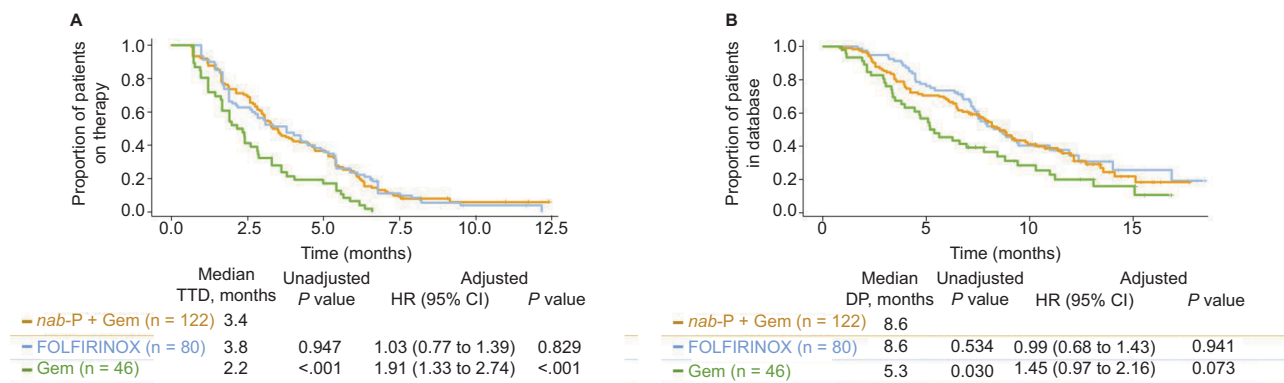 A
Proportion of patients
on therapy
1.0
0.8
0.6
0.4
0.2
0.0
0.0 2.5 5.0 7.5 10.0 12.5
Time (months)
Median
TTD, months
Unadjusted
P value
Adjusted
HR (95% CI) P value
nab-P + Gem (n = 122) 3.4
FOLFIRINOX (n = 80) 3.8 0.947 1.03 (0.77 to 1.39) 0.829
Gem (n = 46) 2.2 <.001 1.91 (1.33 to 2.74) <.001
B
Proportion of patients
in database
1.0
0.8
0.6
0.4
0.2
0.0
0 5 10 15
Time (months)
Median
DP, months
Unadjusted
P value
Adjusted
HR (95% CI) P value
nab-P + Gem (n = 122) 8.6
FOLFIRINOX (n = 80) 8.6 0.534 0.99 (0.68 to 1.43) 0.941
Gem (n = 46) 5.3 0.030 1.45 (0.97 to 2.16) 0.073